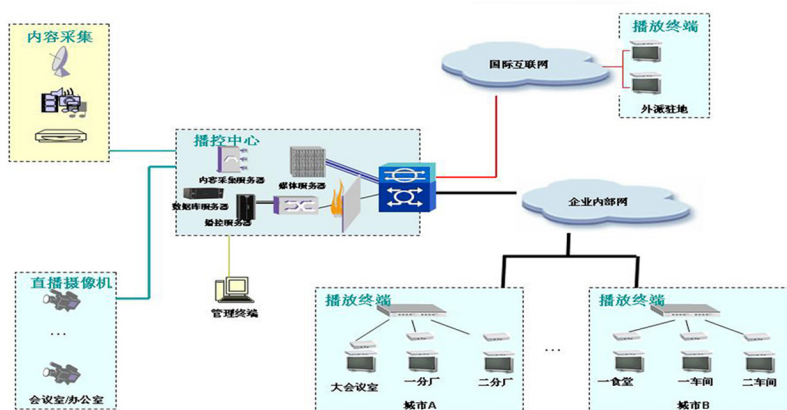 内容采集
播放终端
国际互联网
外派驻地
播控中心
内容采集服务器
媒体服务器
数据库服务器
播控服务器
企业内部网
直播摄像机
...
会议室/办公室
管理终端
播放终端
大会议室
一分厂
二分厂
城市A
...
播放终端
一食堂
一车间
二车间
城市B